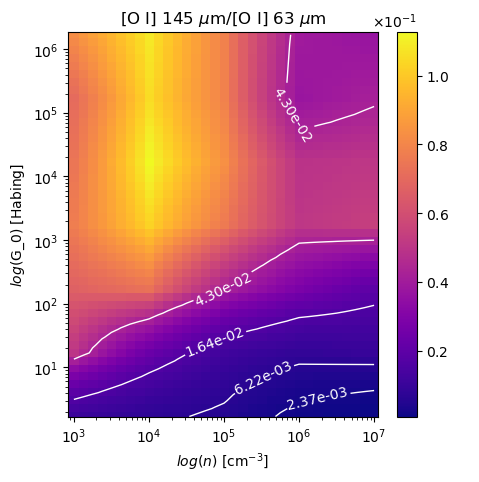 [O I] 145 μm/[O I] 63 μm
×10⁻¹
10⁶
10⁵
10⁴
10³
10²
10¹
log(G_0) [Habing]
4.30e-02
4.30e-02
1.64e-02
6.22e-03
2.37e-03
1.0
0.8
0.6
0.4
0.2
10³
10⁴
10⁵
10⁶
10⁷
log(n) [cm⁻³]